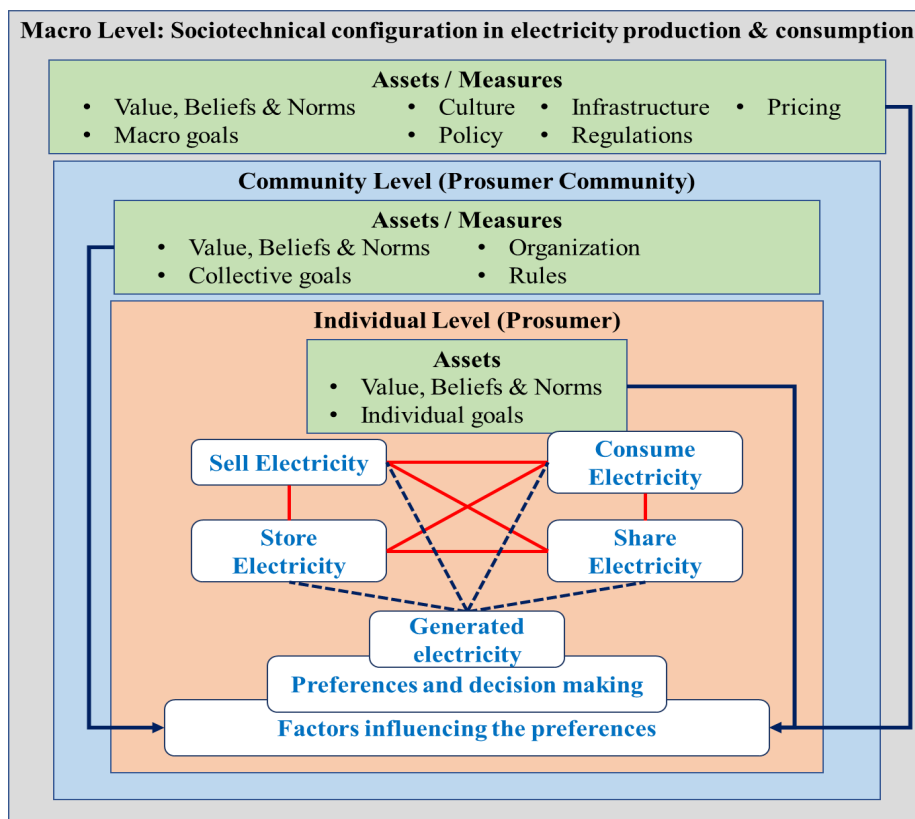 Macro Level: Sociotechnical configuration in electricity production & consumption
Assets / Measures
• Value, Beliefs & Norms • Culture • Infrastructure • Pricing
• Macro goals • Policy • Regulations
Community Level (Prosumer Community)
Assets / Measures
• Value, Beliefs & Norms • Organization
• Collective goals • Rules
Individual Level (Prosumer)
Assets
• Value, Beliefs & Norms
• Individual goals
Sell Electricity
Consume
Electricity
Store
Electricity
Share
Electricity
Generated
electricity
Preferences and decision making
Factors influencing the preferences